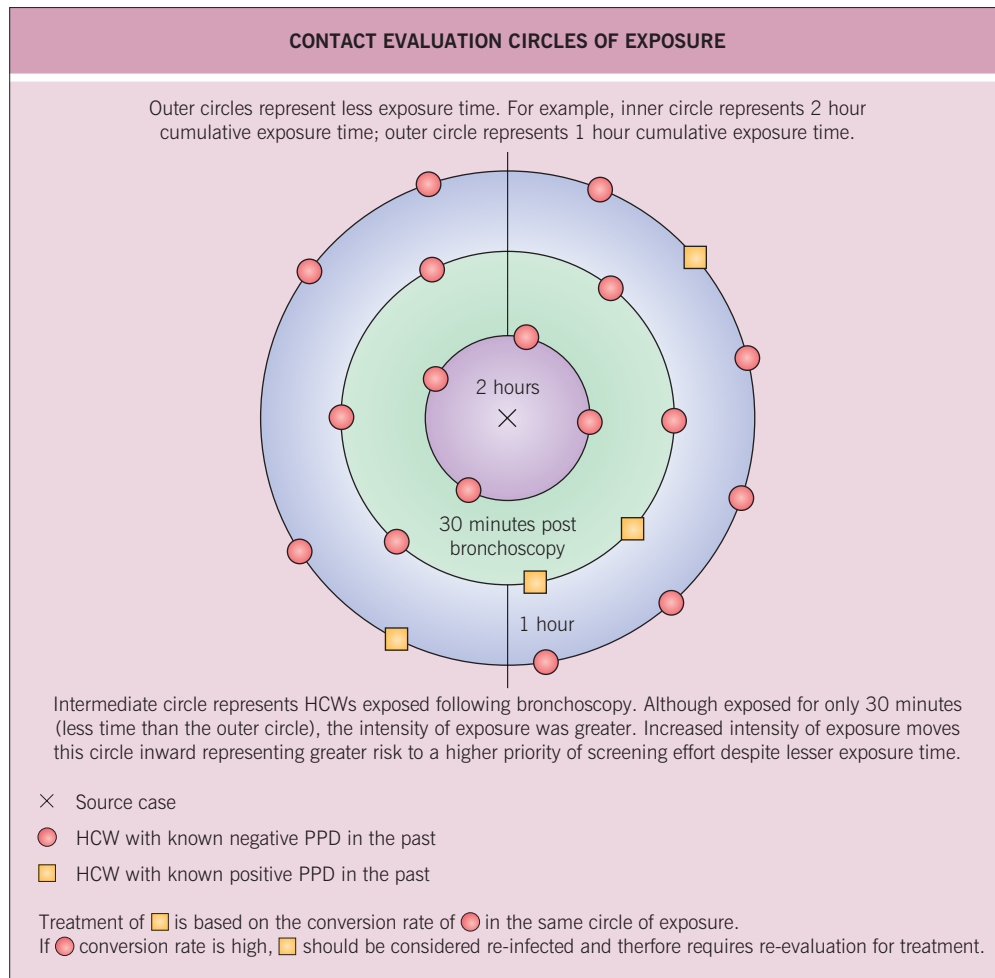 CONTACT EVALUATION CIRCLES OF EXPOSURE
Outer circles represent less exposure time. For example, inner circle represents 2 hour
cumulative exposure time; outer circle represents 1 hour cumulative exposure time.
2 hours
30 minutes post
bronchoscopy
1 hour
Intermediate circle represents HCWs exposed following bronchoscopy. Although exposed for only 30 minutes
(less time than the outer circle), the intensity of exposure was greater. Increased intensity of exposure moves
this circle inward representing greater risk to a higher priority of screening effort despite lesser exposure time.
Source case
HCW with known negative PPD in the past
HCW with known positive PPD in the past
Treatment of is based on the conversion rate of in the same circle of exposure.
If conversion rate is high, should be considered re-infected and therfore requires re-evaluation for treatment.